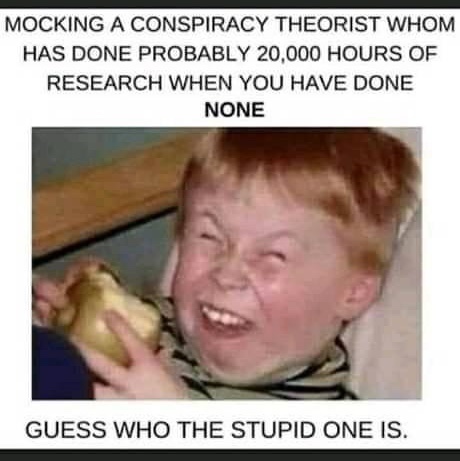 MOCKING A CONSPIRACY THEORIST WHOM
HAS DONE PROBABLY 20,000 HOURS OF
RESEARCH WHEN YOU HAVE DONE
NONE
GUESS WHO THE STUPID ONE IS.